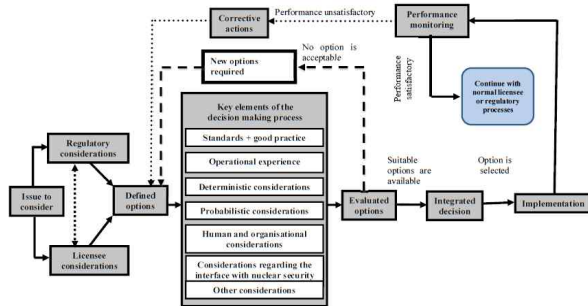 Corrective
actions
Performance unsatisfactory
Performance
monitoring
New options
required
No option is
acceptable
Performance
satisfactory
Continue with
normal licensee
or regulatory
processes
Key elements of the
decision making process
Standards + good practice
Operational experience
Deterministic considerations
Probabilistic considerations
Human and organisational
considerations
Considerations regarding the
interface with nuclear security
Other considerations
Regulatory
considerations
Issue to
consider
Defined
options
Licensee
considerations
Evaluated
options
Suitable
options are
available
Integrated
decision
Option is
selected
Implementation